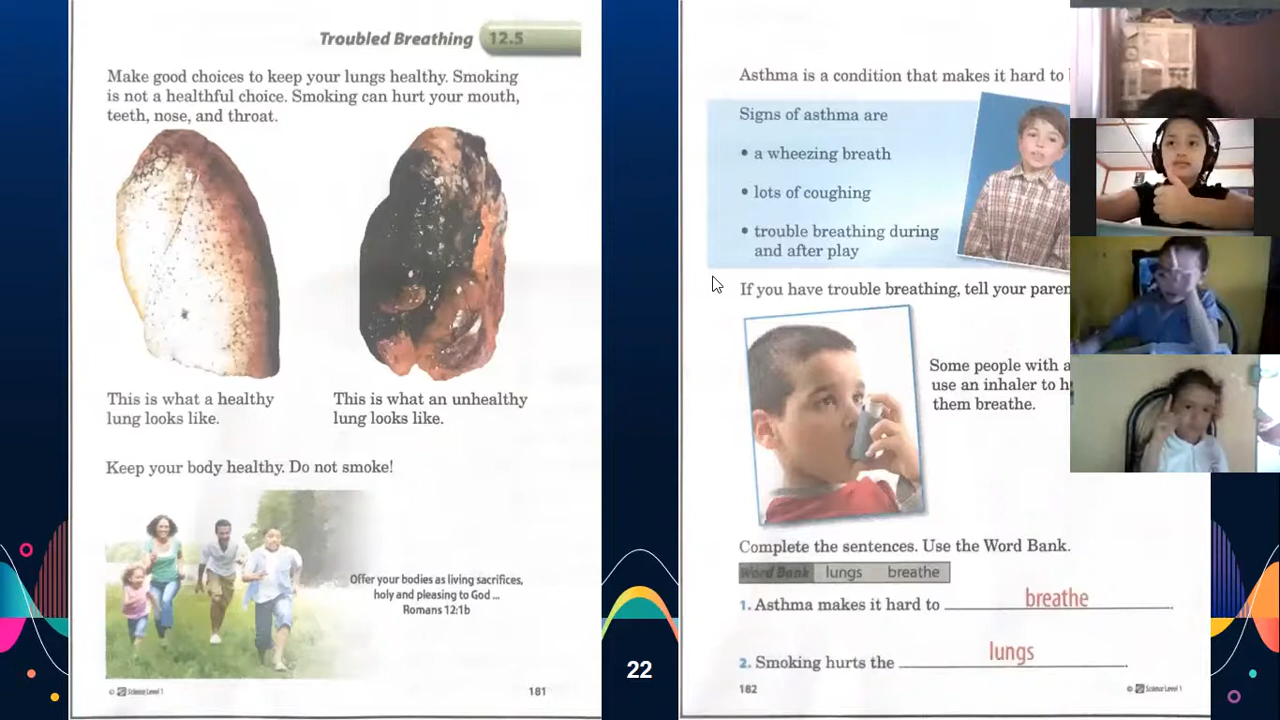 Troubled Breathing 12.5
Make good choices to keep your lungs healthy. Smoking
is not a healthful choice. Smoking can hurt your mouth,
teeth, nose, and throat.
This is what a healthy
lung looks like.
This is what an unhealthy
lung looks like.
Keep your body healthy. Do not smoke!
Offer your bodies as living sacrifices,
holy and pleasing to God ...
Romans 12:1b
© Science Level 1
181
22
Asthma is a condition that makes it hard to
Signs of asthma are
• a wheezing breath
• lots of coughing
• trouble breathing during
and after play
If you have trouble breathing, tell your
Some people with
use an inhaler to
them breathe.
Complete the sentences. Use the Word Bank.
Word Bank lungs breathe
1. Asthma makes it hard to breathe.
2. Smoking hurts the lungs.
182
© Science Level 1